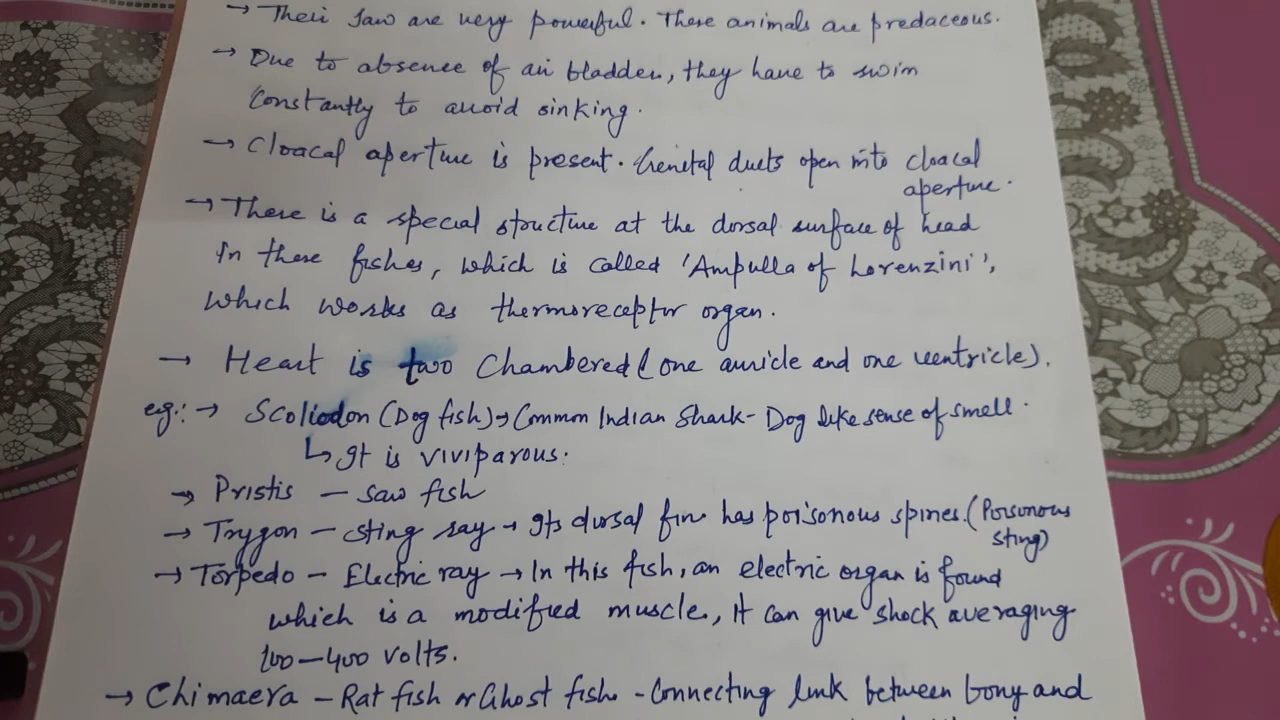 → Their Jaw are very powerful. These animals are predaceous.
→ Due to absence of air bladder, they have to swim
Constantly to avoid sinking.
→ Cloacal aperture is present. Genital ducts open into cloacal
aperture.
→ There is a special structure at the dorsal surface of head
In these fishes, which is called 'Ampulla of Lorenzini',
which works as thermoreceptor organ.
→ Heart is two Chambered (one auricle and one ventricle).
eg:- → Scoliodon (Dog fish) → Common Indian Shark - Dog like sense of smell.
↳ It is viviparous.
→ Pristis - Saw fish
→ Trygon - Sting ray → Its dorsal fin has poisonous spines. (Poisonous
sting)
→ Torpedo - Electric ray → In this fish, an electric organ is found
which is a modified muscle, It can give shock averaging
100-400 volts.
→ Chimaera - Rat fish or Ghost fish - Connecting link between bony and